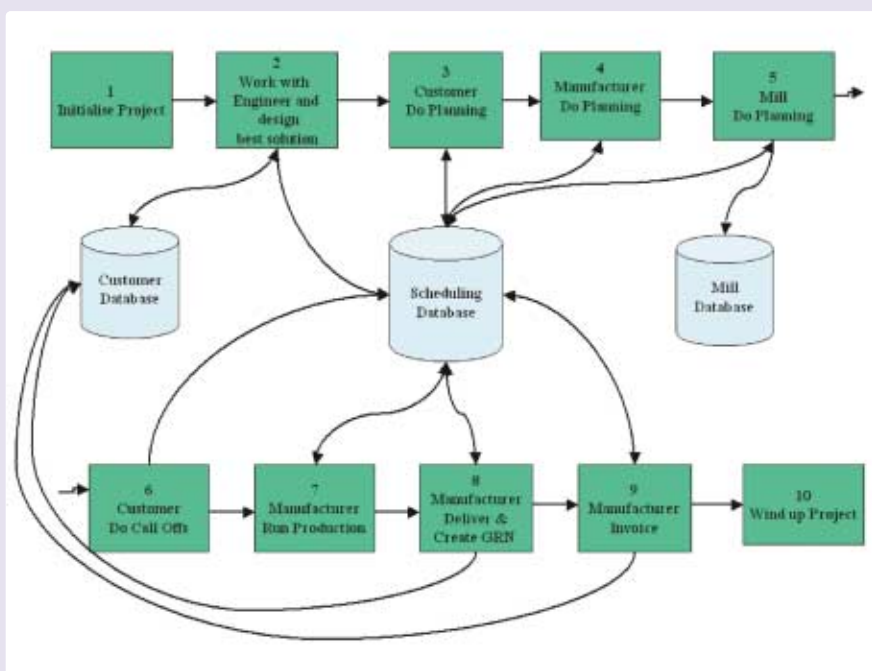 1
Initialise Project
2
Work with
Engineer and
design
best solution
3
Customer
Do Planning
4
Manufacturer
Do Planning
5
Mill
Do Planning
Customer
Database
Scheduling
Database
Mill
Database
6
Customer
Do Call Offs
7
Manufacturer
Run Production
8
Manufacturer
Deliver &
Create GRN
9
Manufacturer
Invoice
10
Wind up Project